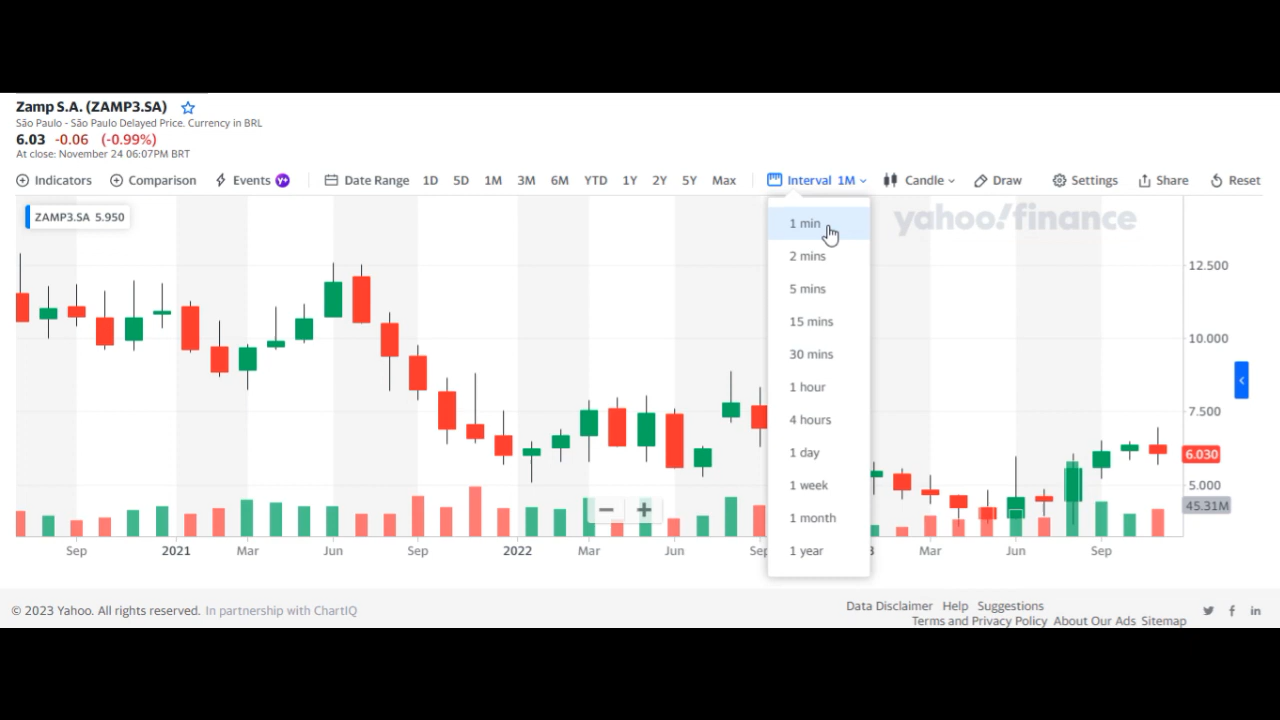 Zamp S.A. (ZAMP3.SA)
São Paulo - São Paulo Delayed Price. Currency in BRL
6.03 -0.06 (-0.99%)
At close: November 24 06:07PM BRT
Indicators Comparison Events Y+ Date Range 1D 5D 1M 3M 6M YTD 1Y 2Y 5Y Max Interval 1M Candle Draw Settings Share Reset
ZAMP3.SA 5.950
yahoo!finance
1 min
2 mins
5 mins
15 mins
30 mins
1 hour
4 hours
1 day
1 week
1 month
1 year
12.500
10.000
7.500
6.030
5.000
45.31M
Sep 2021 Mar Jun Sep 2022 Mar Jun Sep 3 Mar Jun Sep
© 2023 Yahoo. All rights reserved. In partnership with ChartIQ
Data Disclaimer Help Suggestions
Terms and Privacy Policy About Our Ads Sitemap